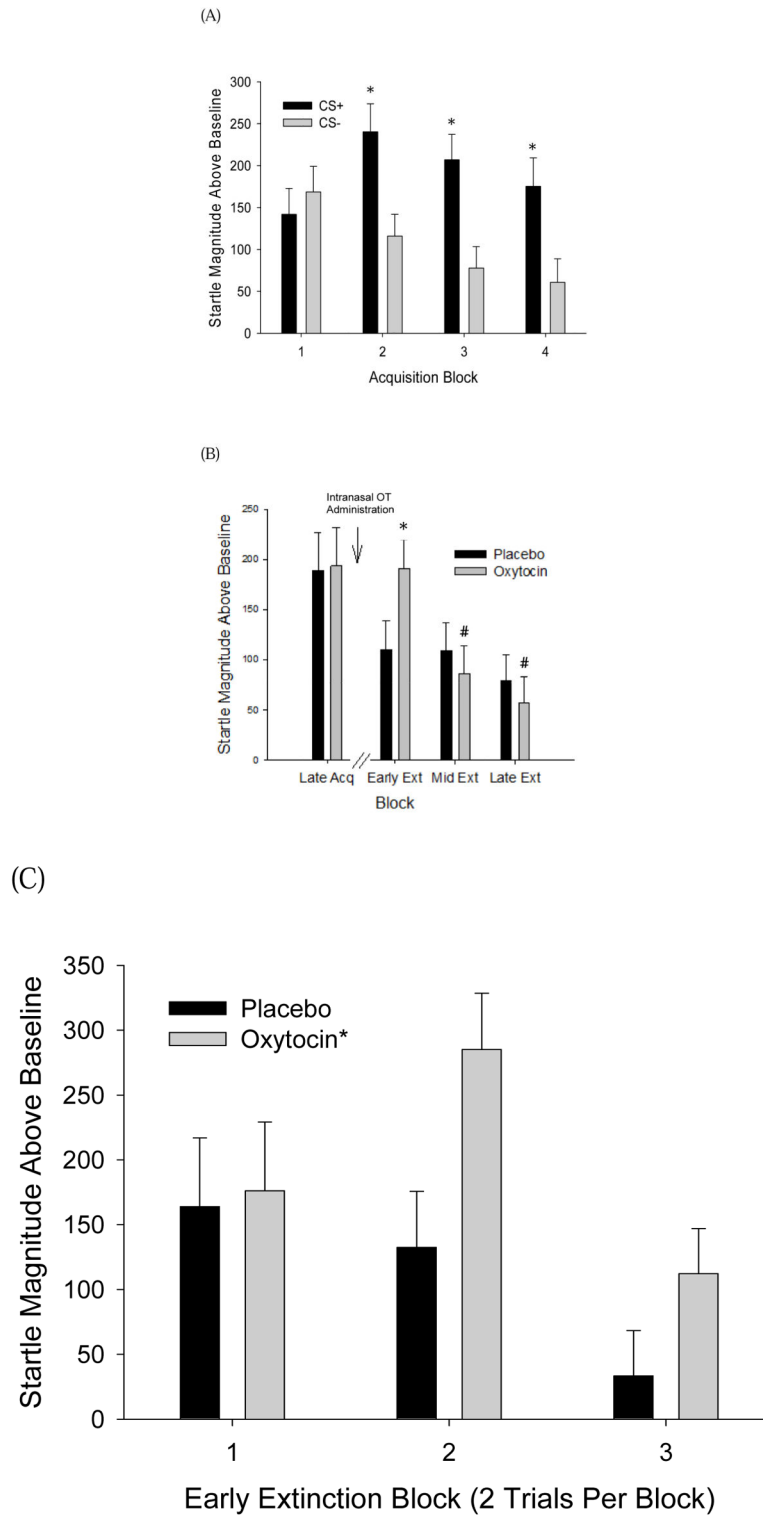 (A)
300
250
200
150
100
50
0
Startle Magnitude Above Baseline
CS+
CS-
*
*
*
1 2 3 4
Acquisition Block
(B)
Intranasal OT
Administration
250
200
150
100
50
0
Startle Magnitude Above Baseline
*
Placebo
Oxytocin
#
#
Late Acq Early Ext Mid Ext Late Ext
Block
(C)
350
300
250
200
150
100
50
0
Startle Magnitude Above Baseline
Placebo
Oxytocin*
1 2 3
Early Extinction Block (2 Trials Per Block)